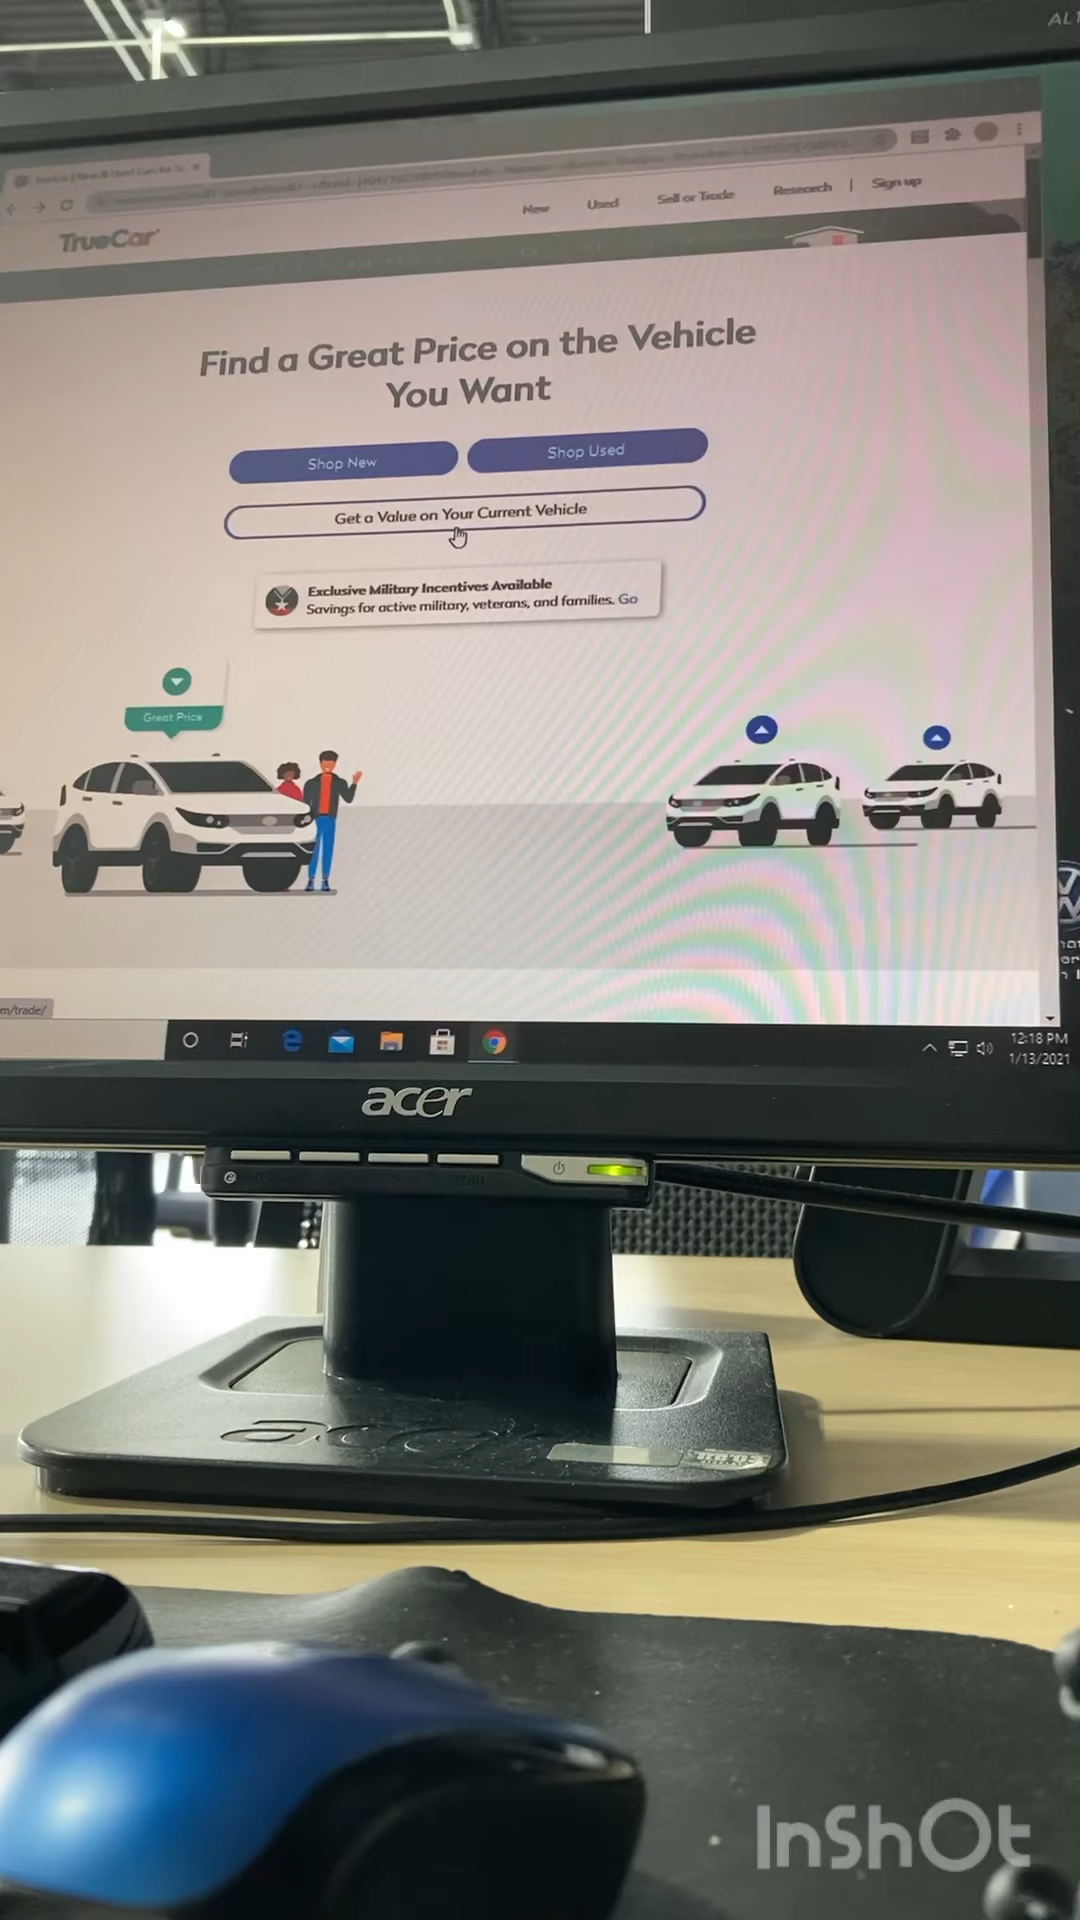 TrueCar
New Used Sell or Trade Research | Sign up
Find a Great Price on the Vehicle
You Want
Shop New Shop Used
Get a Value on Your Current Vehicle
Exclusive Military Incentives Available
Savings for active military, veterans, and families. Go
Great Price
m/trade/
12:18 PM
1/13/2021
acer
MENU
acer
InShOt